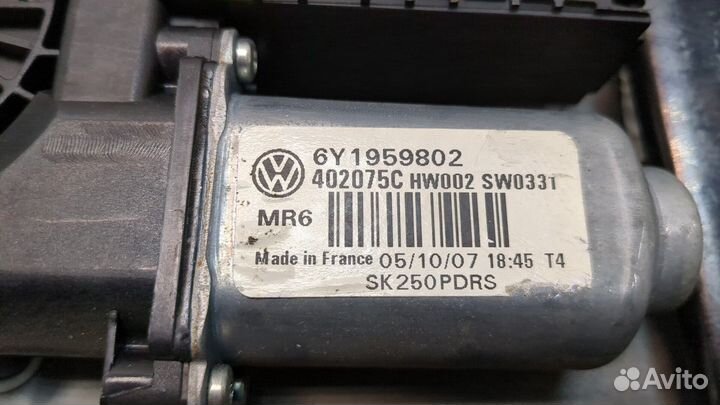 6Y1959802
402075C HW002 SW0331
MR6
Made in France 05/10/07 18:45 T4
SK250PDRS
Avito